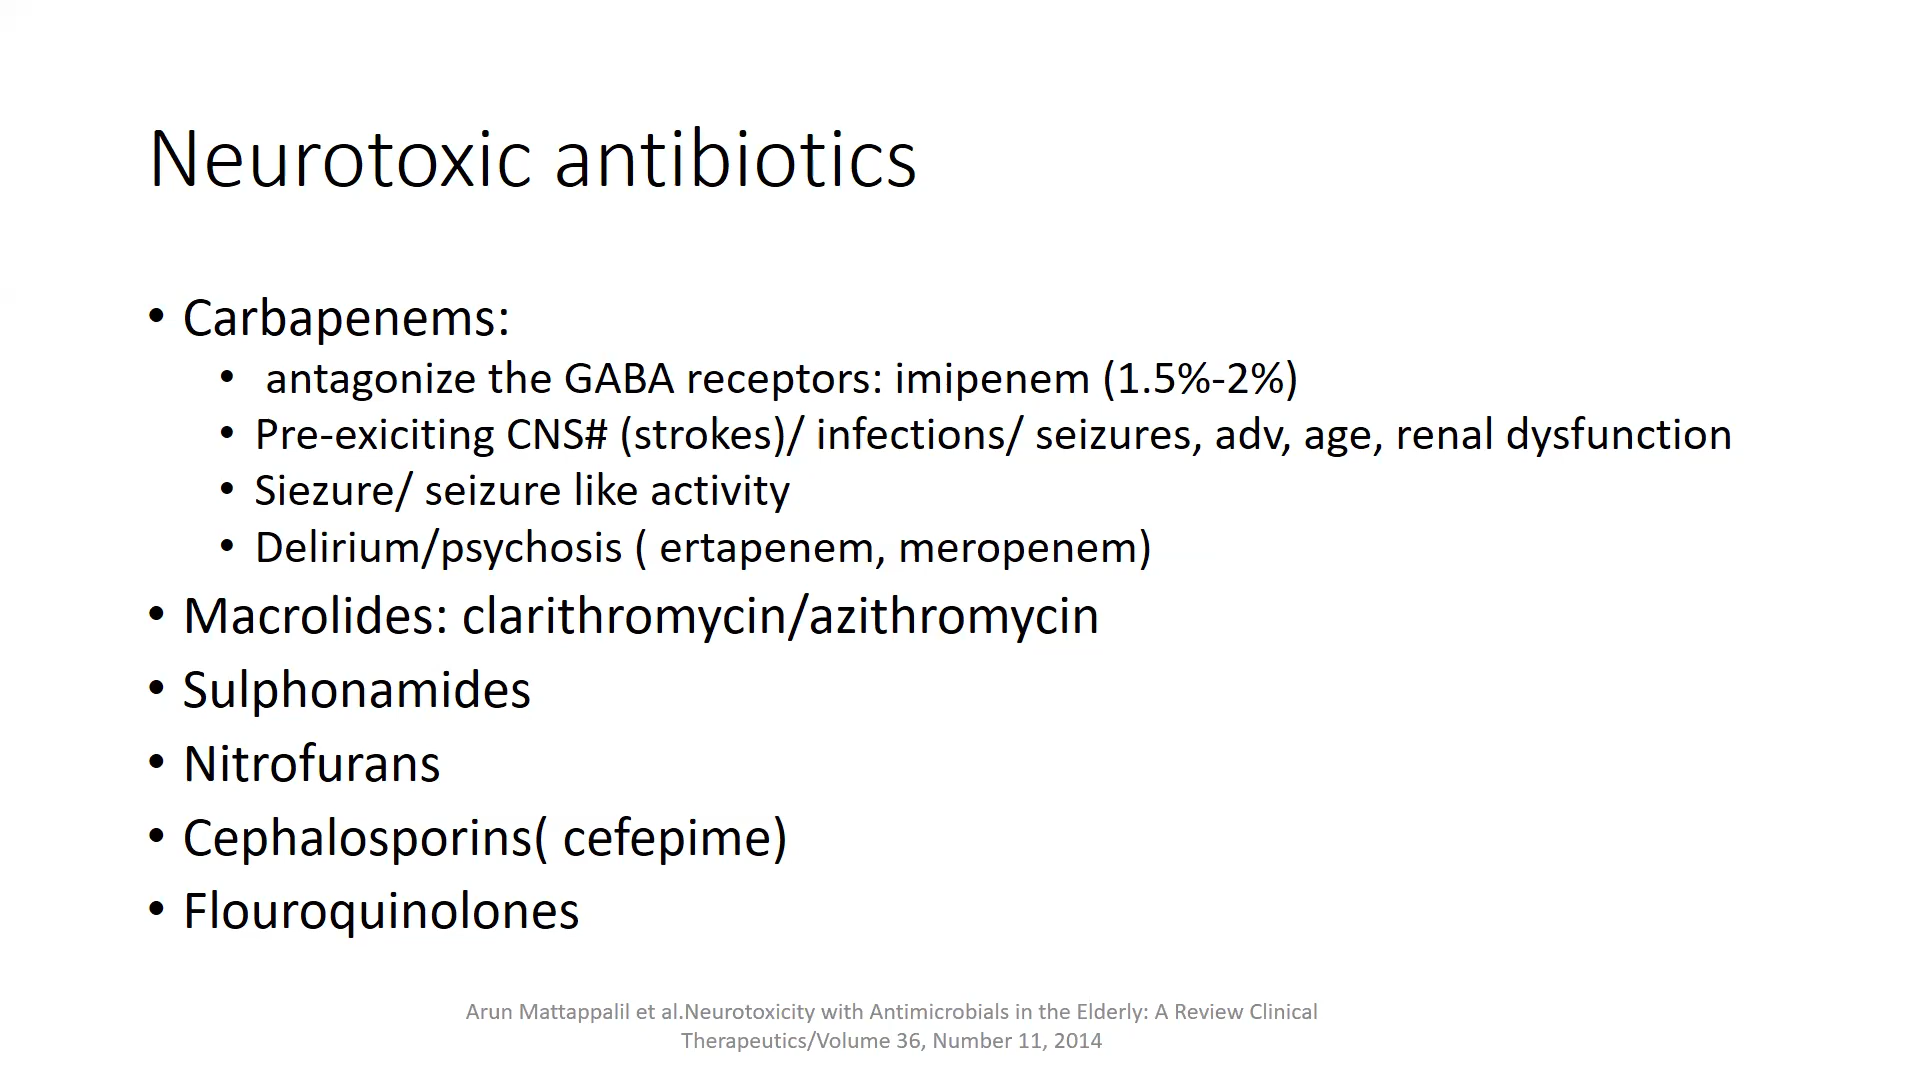 Neurotoxic antibiotics
• Carbapenems:
• antagonize the GABA receptors: imipenem (1.5%-2%)
• Pre-exiciting CNS# (strokes)/ infections/ seizures, adv, age, renal dysfunction
• Siezure/ seizure like activity
• Delirium/psychosis ( ertapenem, meropenem)
• Macrolides: clarithromycin/azithromycin
• Sulphonamides
• Nitrofurans
• Cephalosporins( cefepime)
• Flouroquinolones
Arun Mattappalil et al.Neurotoxicity with Antimicrobials in the Elderly: A Review Clinical
Therapeutics/Volume 36, Number 11, 2014